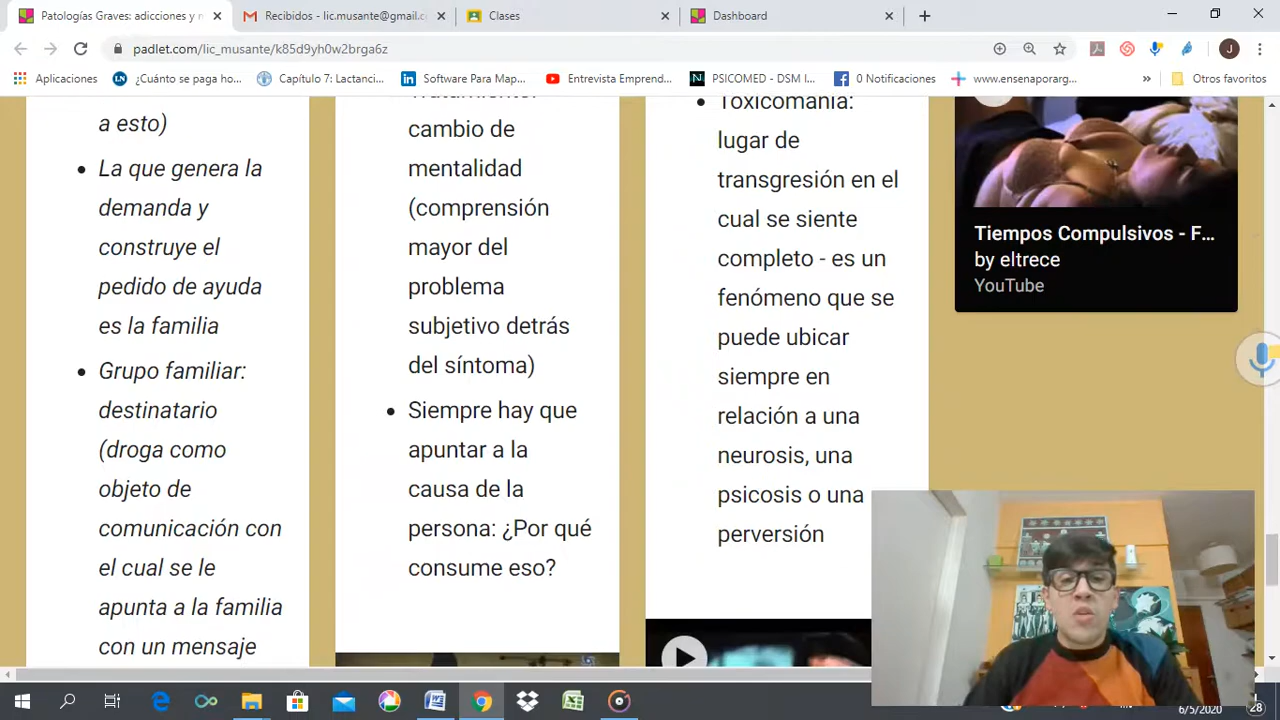 Patologías Graves: adicciones y r
Recibidos - lic.musante@gmail.c
Clases
Dashboard
padlet.com/lic_musante/k85d9yh0w2brga6z
J
Aplicaciones
LN
¿Cuánto se paga ho...
Capítulo 7: Lactanci...
Software Para Map...
Entrevista Emprend...
PSICOMED - DSM I...
0 Notificaciones
www.ensenaporarg...
Otros favoritos
a esto)
La que genera la
demanda y
construye el
pedido de ayuda
es la familia
Grupo familiar:
destinatario
(droga como
objeto de
comunicación con
el cual se le
apunta a la familia
con un mensaje
Tratamiento:
cambio de
mentalidad
(comprensión
mayor del
problema
subjetivo detrás
del síntoma)
Siempre hay que
apuntar a la
causa de la
persona: ¿Por qué
consume eso?
Toxicomanía:
lugar de
transgresión en el
cual se siente
completo - es un
fenómeno que se
puede ubicar
siempre en
relación a una
neurosis, una
psicosis o una
perversión
Tiempos Compulsivos - F...
by eltrece
YouTube
6/5/2020
28